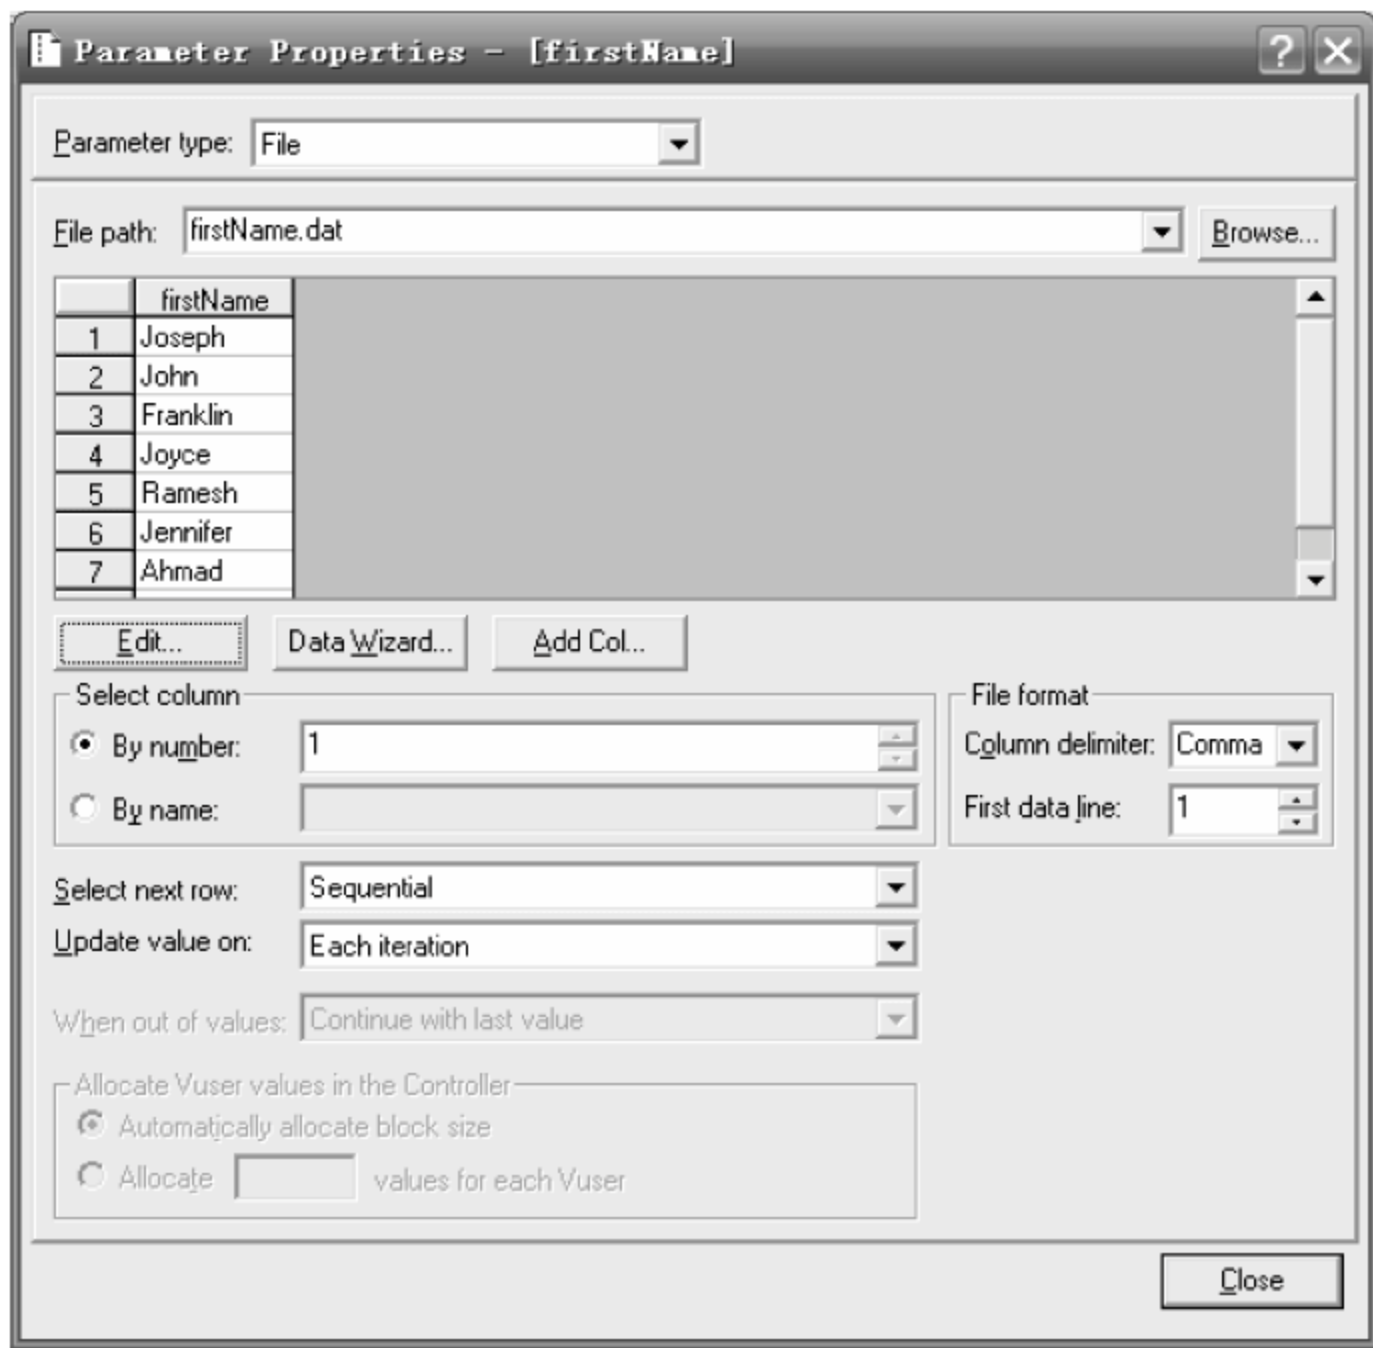 Parameter Properties - [firstName]
Parameter type: File
File path: firstName.dat Browse...
firstName
1 Joseph
2 John
3 Franklin
4 Joyce
5 Ramesh
6 Jennifer
7 Ahmad
Edit... Data Wizard... Add Col...
Select column File format
By number: 1 Column delimiter: Comma
By name: First data line: 1
Select next row: Sequential
Update value on: Each iteration
When out of values: Continue with last value
Allocate Vuser values in the Controller
Automatically allocate block size
Allocate values for each Vuser
Close